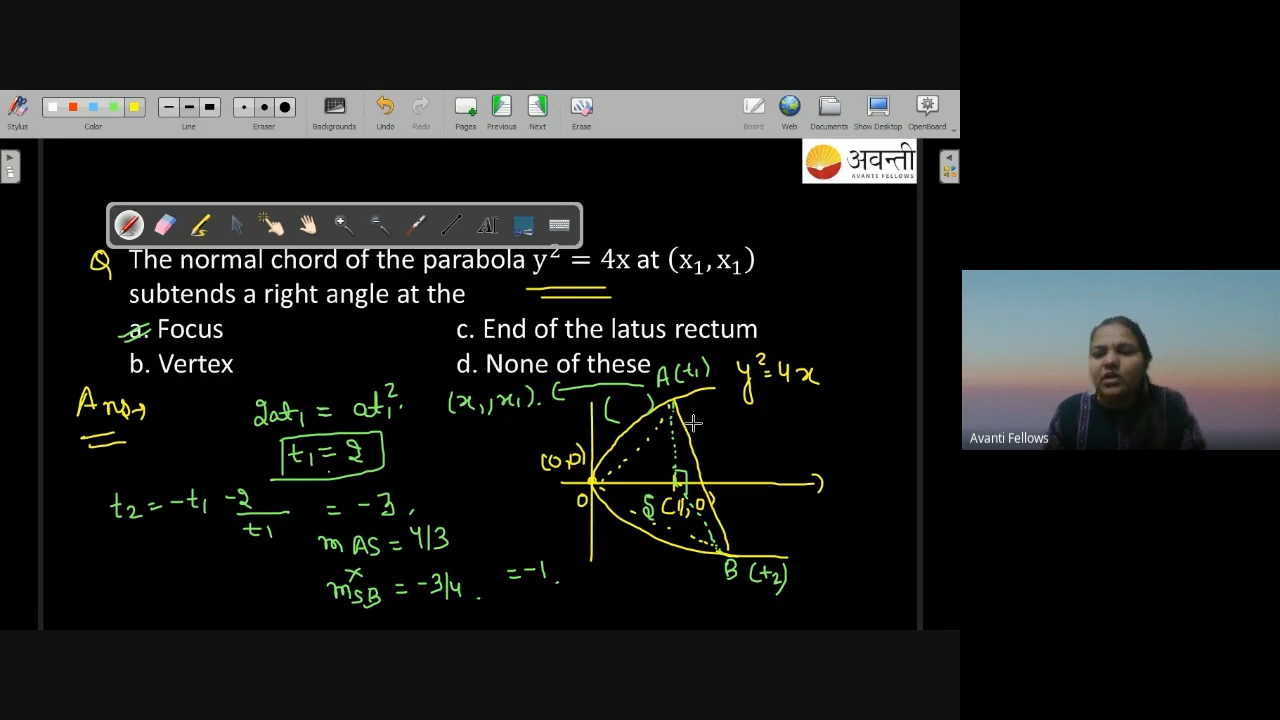 Stylus
Color
Line
Eraser
Backgrounds
Undo
Redo
Pages
Previous
Next
Erase
Board
Web
Documents
Show Desktop
OpenBoard
अवन्ती
AVANTI FELLOWS
Q The normal chord of the parabola y² = 4x at (x₁, x₁)
subtends a right angle at the
a. Focus
c. End of the latus rectum
b. Vertex
d. None of these
Ans→
2at₁ = at₁².
(x₁, x₁).
t₁ = 2
t₂ = -t₁ -2/t₁ = -3.
m AS = 4/3
x
m SB = -3/4.
= -1.
A(t₁)
y² = 4x
(0,0)
O
S (1,0)
B (t₂)
Avanti Fellows